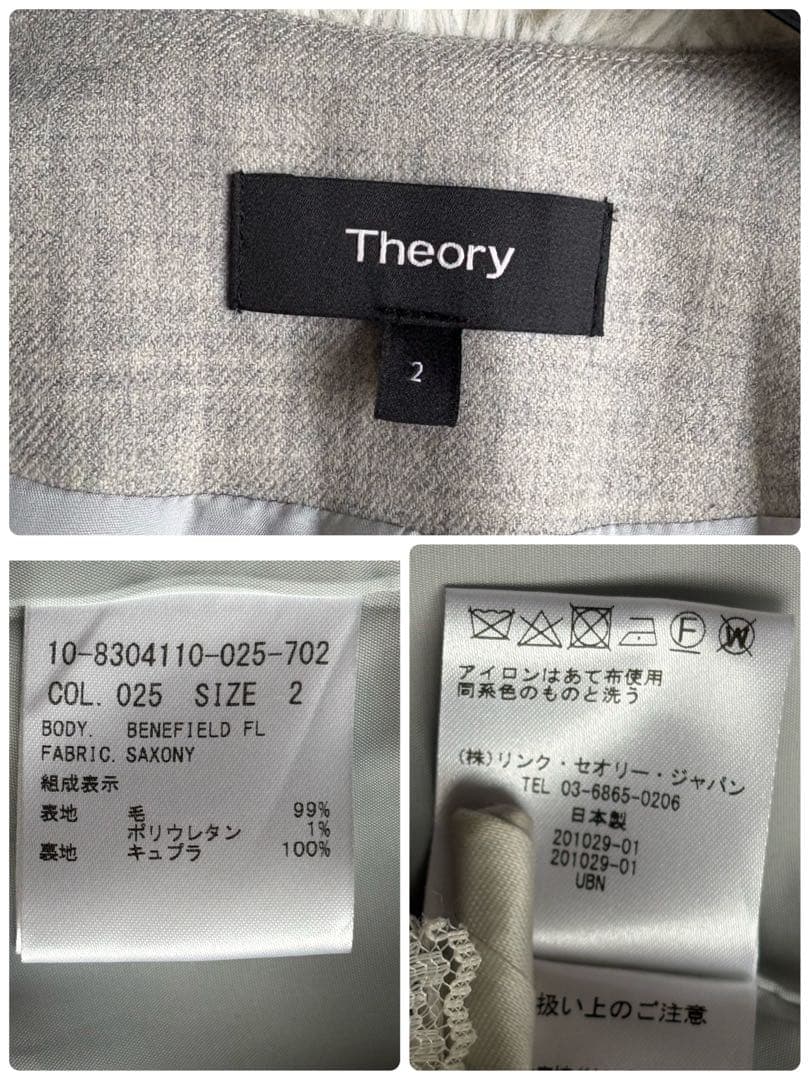 Theory
2
10-8304110-025-702
COL. 025 SIZE 2
BODY. BENEFIELD FL
FABRIC. SAXONY
組成表示
表地 毛 99%
ポリウレタン 1%
裏地 キュプラ 100%
F
W
アイロンはあて布使用
同系色のものと洗う
(株)リンク・セオリー・ジャパン
TEL 03-6865-0206
日本製
201029-01
201029-01
UBN
扱い上のご注意